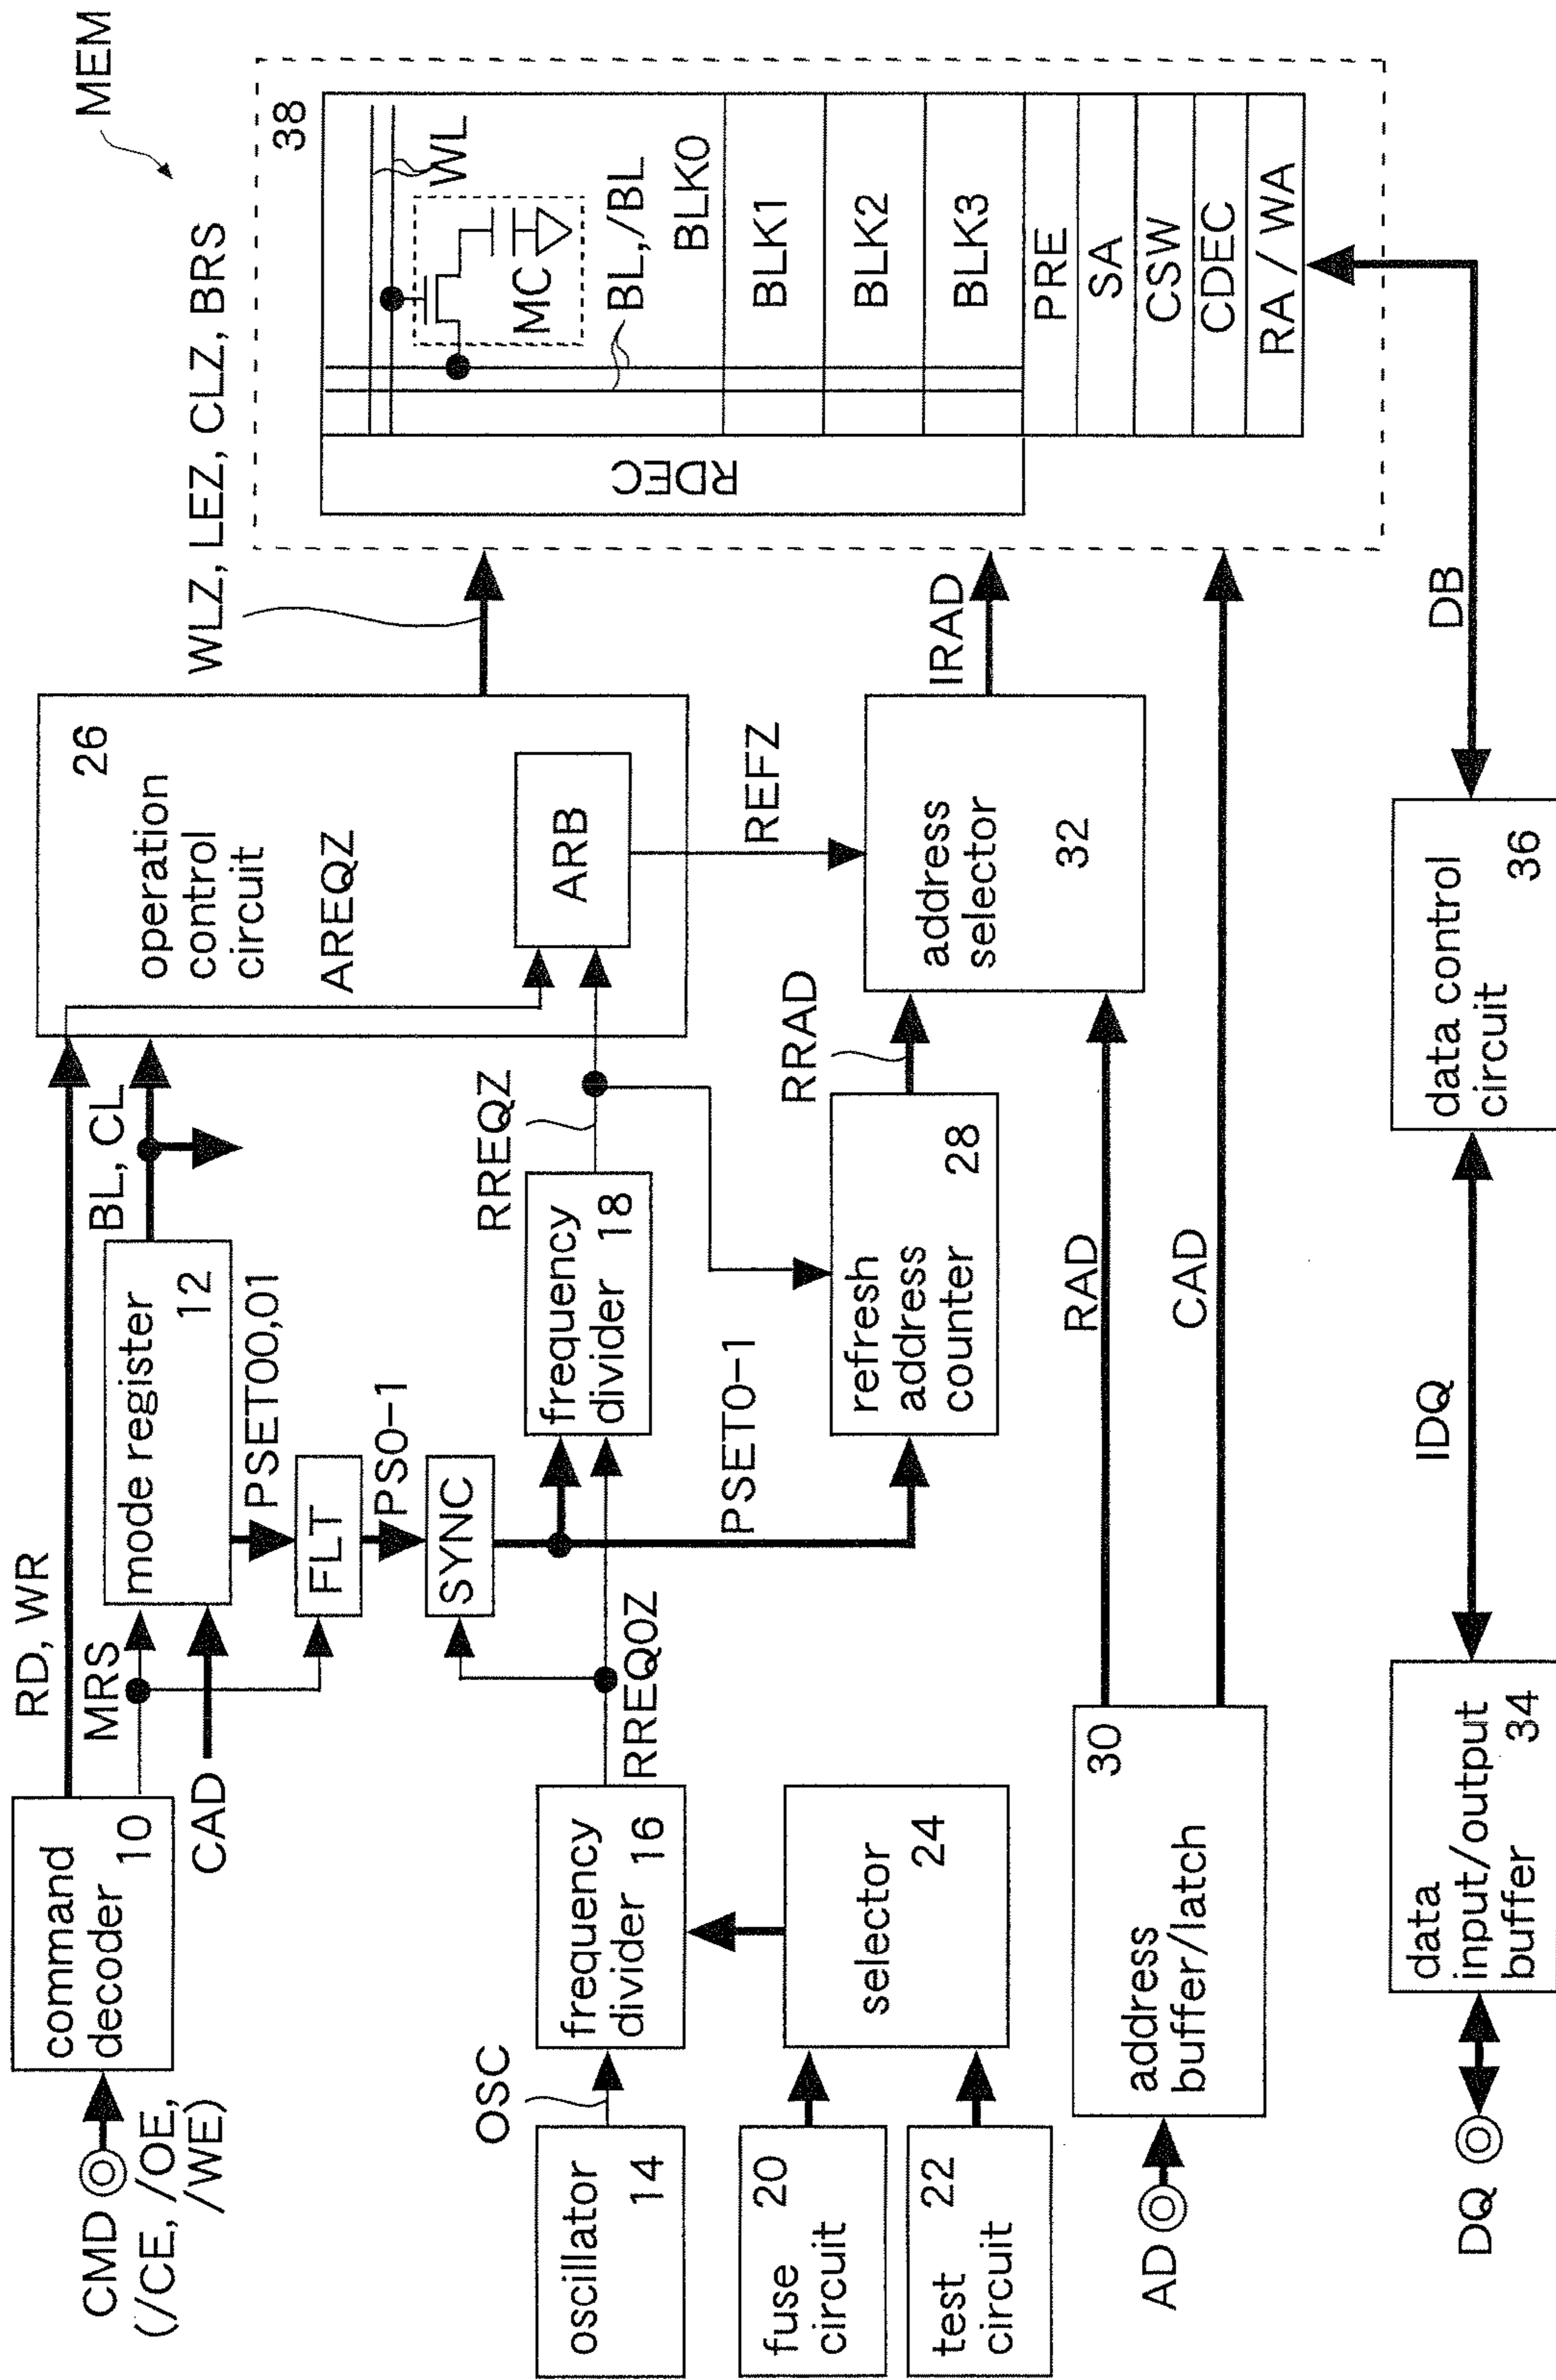 MEM
CMD
(/CE, /OE,
/WE)
command
decoder 10
RD, WR
MRS
CAD
mode register
12
BL, CL
PSET00,01
FLT
PS0-1
SYNC
operation
control
circuit
26
AREQZ
ARB
WLZ, LEZ, CLZ, BRS
REFZ
oscillator
14
OSC
frequency
divider 16
RREQ0Z
frequency
divider 18
RREQZ
PSET0-1
fuse
circuit
20
test
circuit
22
selector
24
refresh
address
counter
28
RRAD
address
selector
32
IRAD
AD
address
buffer/latch
30
RAD
CAD
DQ
data
input/output
buffer
34
IDQ
data control
circuit
36
DB
38
RDEC
WL
MC
BL,/BL
BLK0
BLK1
BLK2
BLK3
PRE
SA
CSW
CDEC
RA / WA